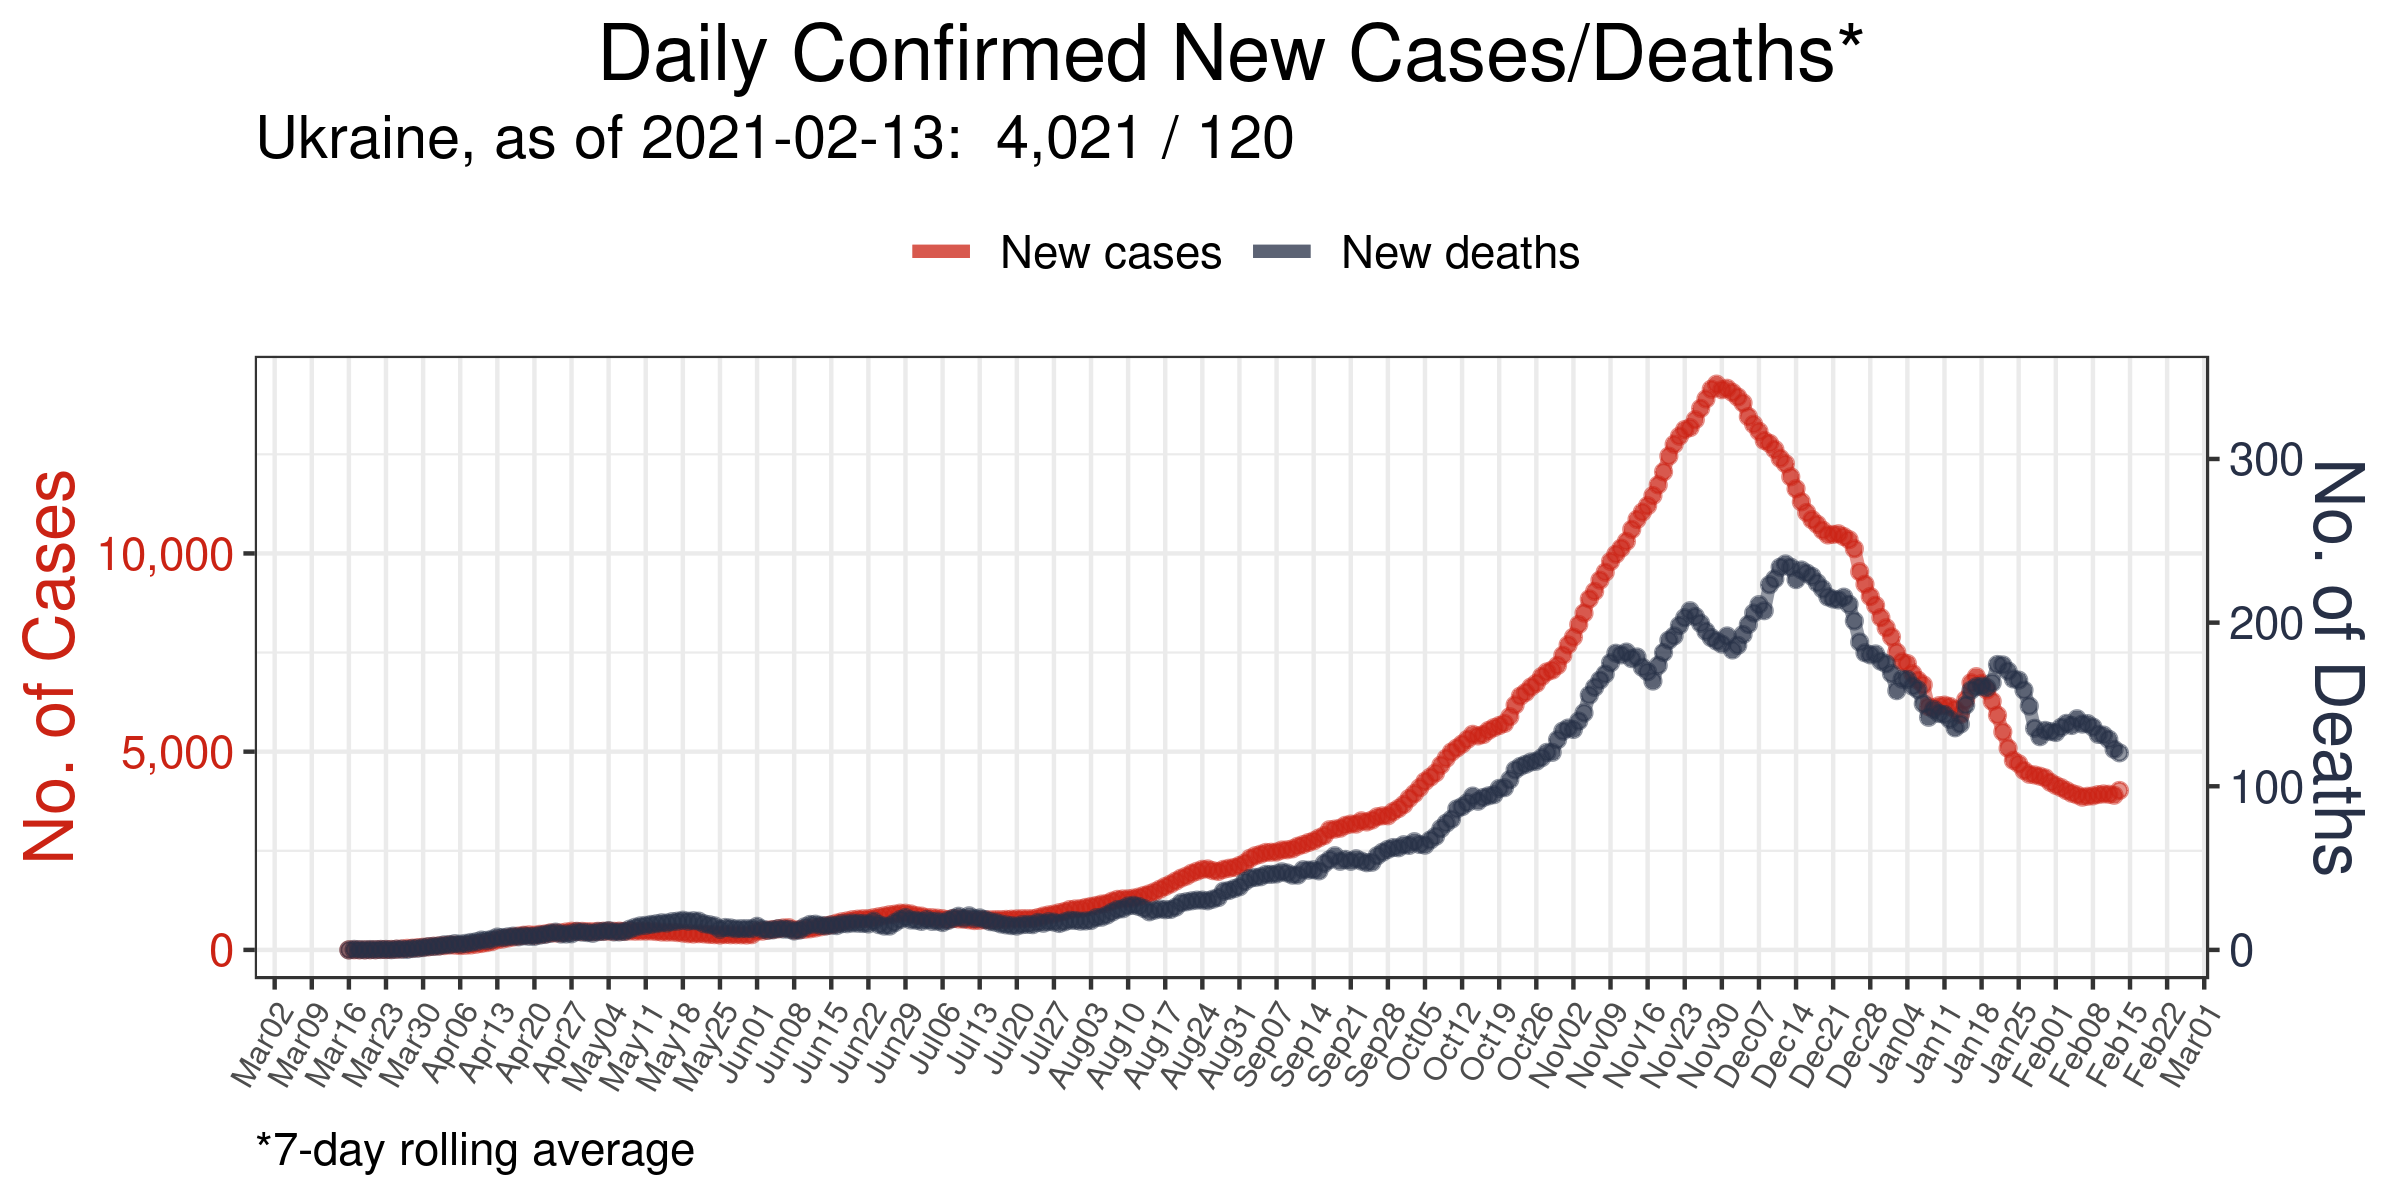 Daily Confirmed New Cases/Deaths*
Ukraine, as of 2021-02-13:  4,021 / 120
New cases
New deaths
No. of Cases
10,000
5,000
0
300
200
100
0
No. of Deaths
Mar02
Mar09
Mar16
Mar23
Mar30
Apr06
Apr13
Apr20
Apr27
May04
May11
May18
May25
Jun01
Jun08
Jun15
Jun22
Jun29
Jul06
Jul13
Jul20
Jul27
Aug03
Aug10
Aug17
Aug24
Aug31
Sep07
Sep14
Sep21
Sep28
Oct05
Oct12
Oct19
Oct26
Nov02
Nov09
Nov16
Nov23
Nov30
Dec07
Dec14
Dec21
Dec28
Jan04
Jan11
Jan18
Jan25
Feb01
Feb08
Feb15
Feb22
Mar01
*7-day rolling average